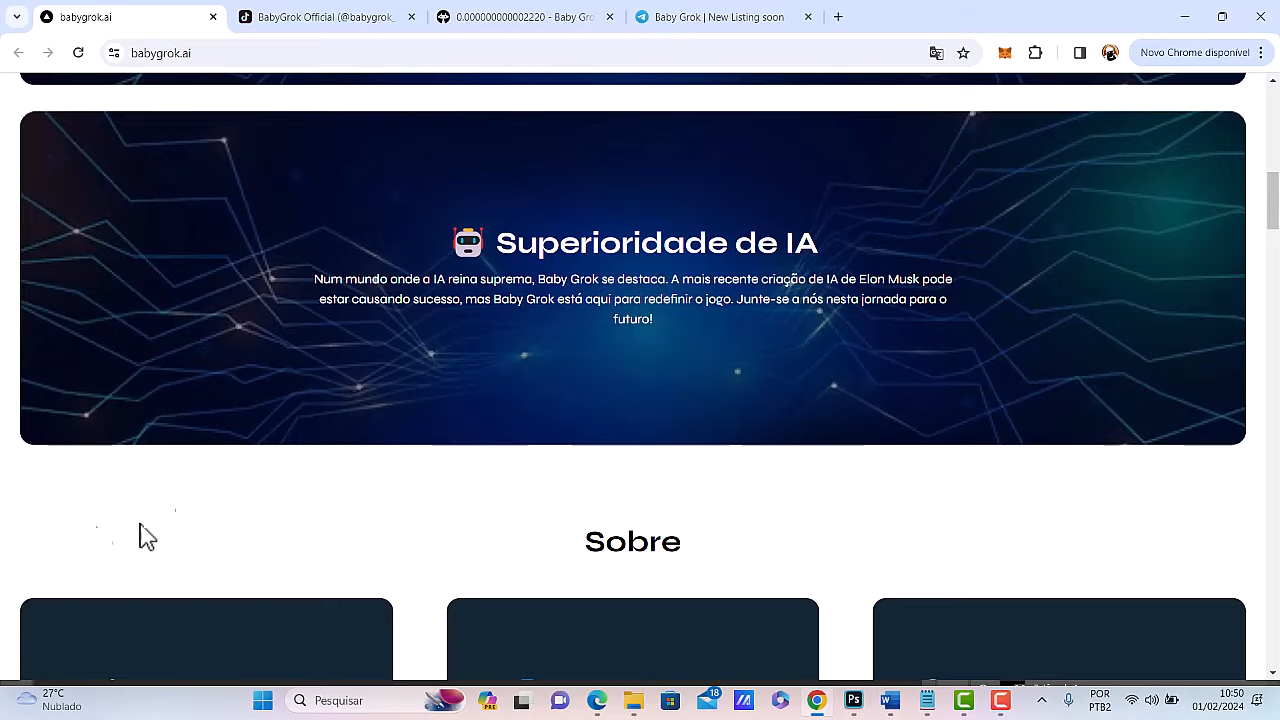 babygrok.ai
BabyGrok Official (@babygrok_
0.000000000002220 - Baby Gro
Baby Grok | New listing soon
babygrok.ai
Novo Chrome disponível
Superioridade de IA
Num mundo onde a IA reina suprema, Baby Grok se destaca. A mais recente criação de IA de Elon Musk pode
estar causando sucesso, mas Baby Grok está aqui para redefinir o jogo. Junte-se a nós nesta jornada para o
futuro!
Sobre
27°C
Nublado
Pesquisar
18
POR
PTB2
10:50
01/02/2024